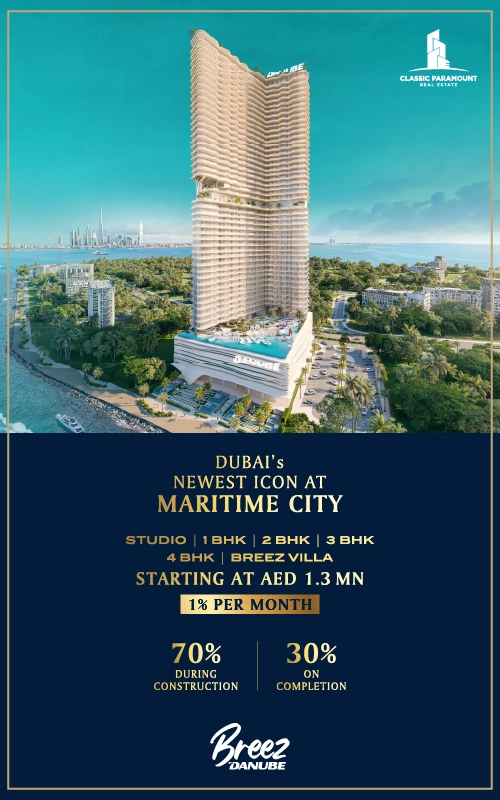 DANUBE
CLASSIC PARAMOUNT
REAL ESTATE
DANUBE
DUBAI's
NEWEST ICON AT
MARITIME CITY
STUDIO | 1 BHK | 2 BHK | 3 BHK
4 BHK | BREEZ VILLA
STARTING AT AED 1.3 MN
1% PER MONTH
70%
DURING
CONSTRUCTION
30%
ON
COMPLETION
Breez
DANUBE